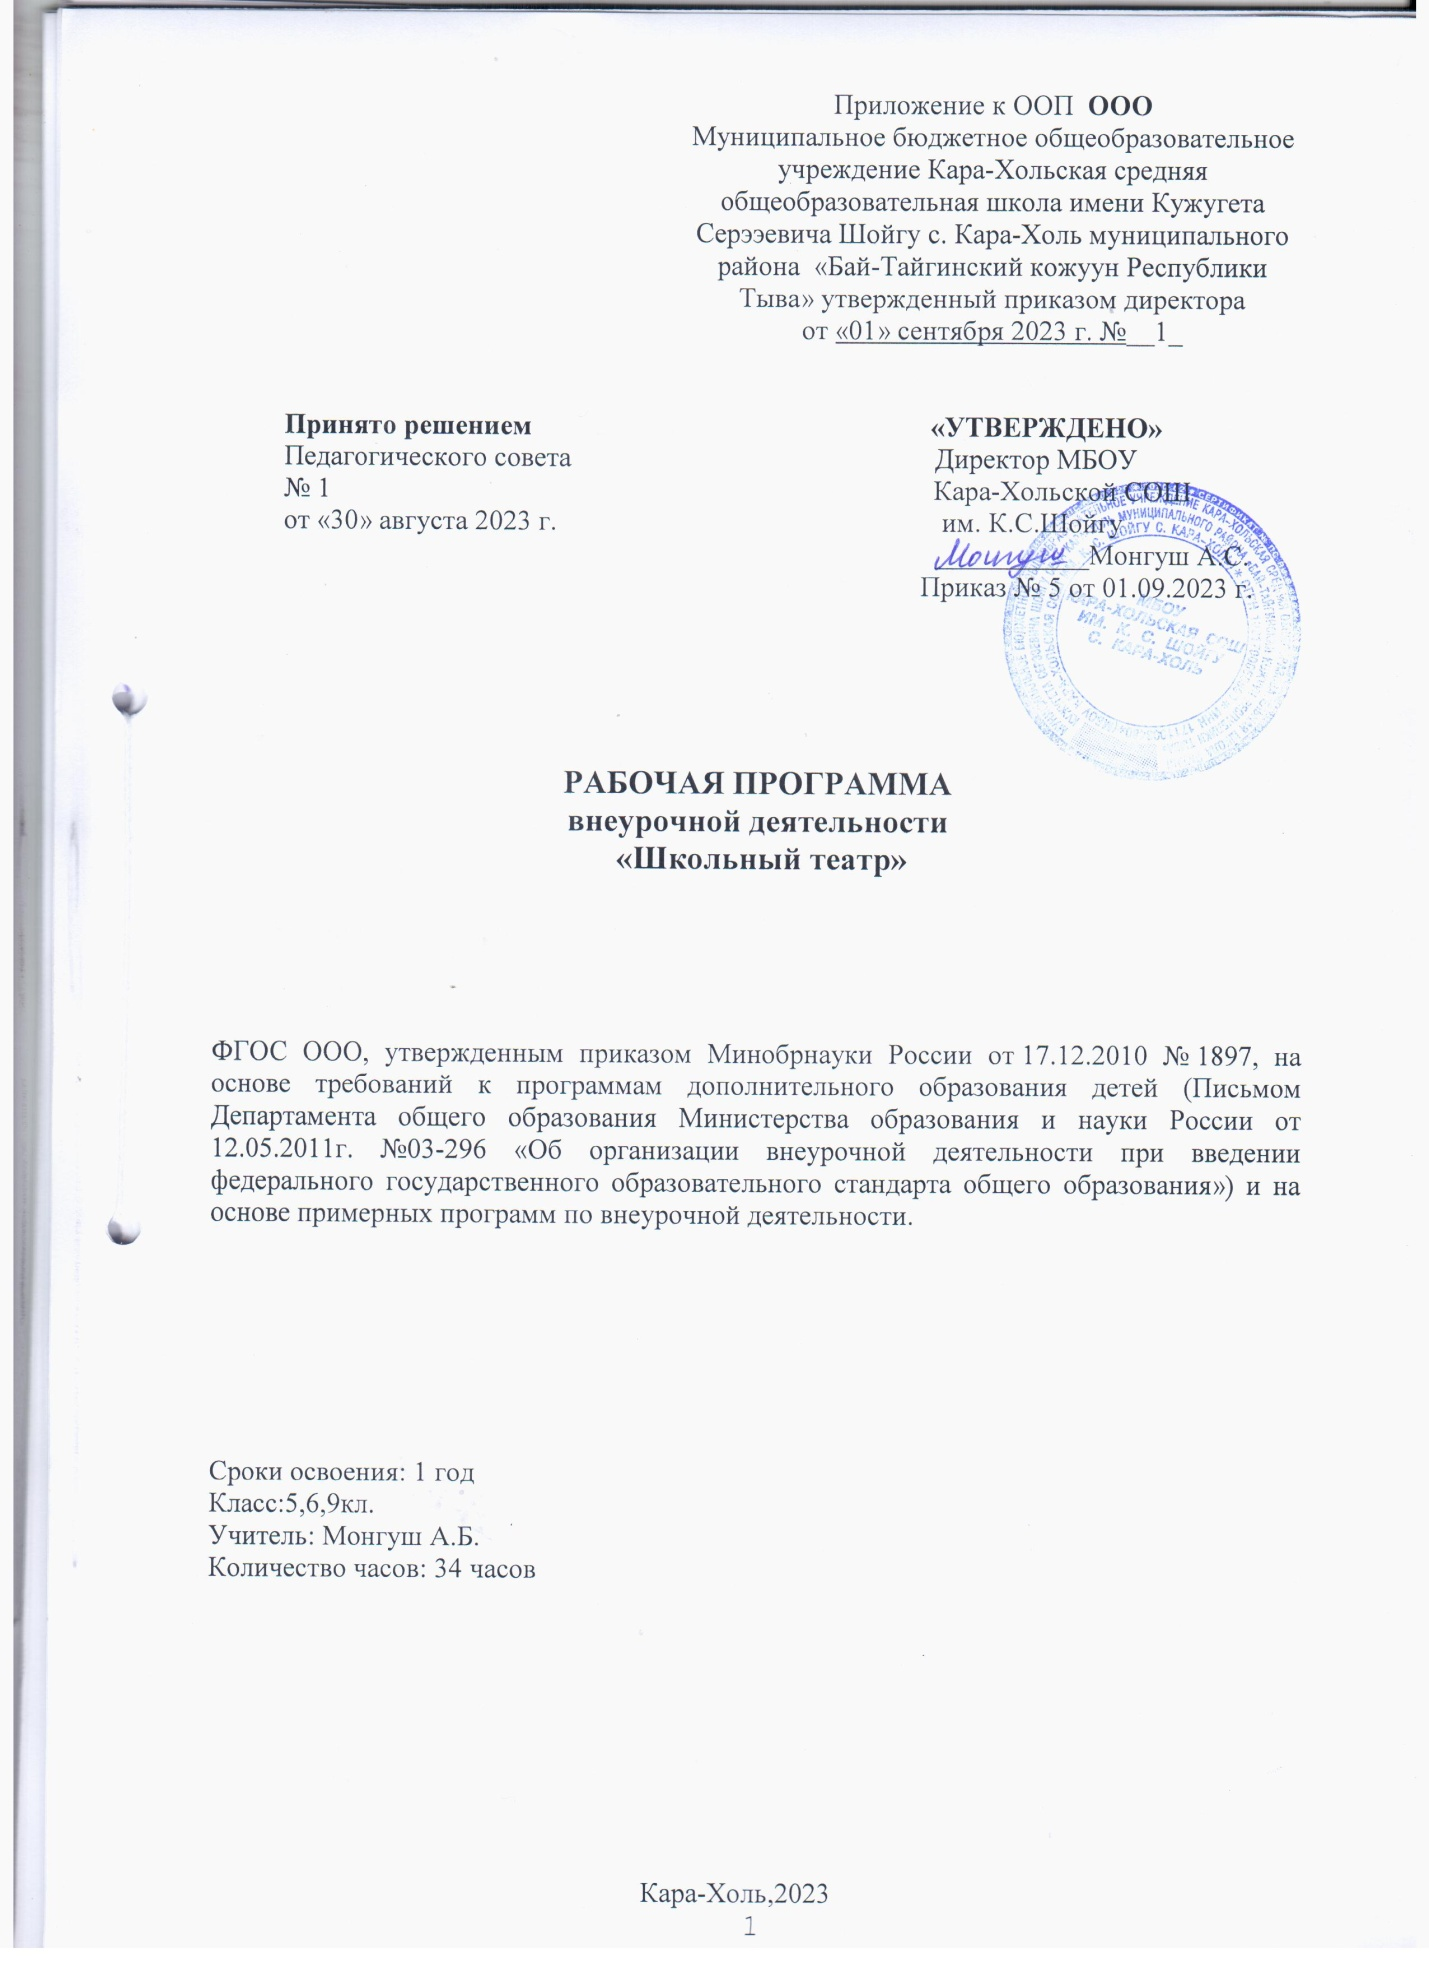 Приложение к ООП ООО
Муниципальное бюджетное общеобразовательное
учреждение Кара-Хольская средняя
общеобразовательная школа имени Кужугета
Серээевича Шойгу с. Кара-Холь муниципального
района «Бай-Тайгинский кожуун Республики
Тыва» утвержденный приказом директора
от «01» сентября 2023 г. №__1_
Принято решением
Педагогического совета
№ 1
от «30» августа 2023 г.
«УТВЕРЖДЕНО»
Директор МБОУ
Кара-Хольской СОШ
им. К.С.Шойгу
Монгуш Монгуш А.С.
Приказ № 5 от 01.09.2023 г.
МБОУ
КАРА-ХОЛЬСКАЯ СОШ
ИМ. К. С. ШОЙГУ
С. КАРА-ХОЛЬ
РАБОЧАЯ ПРОГРАММА
внеурочной деятельности
«Школьный театр»
ФГОС ООО, утвержденным приказом Минобрнауки России от 17.12.2010 № 1897, на
основе требований к программам дополнительного образования детей (Письмом
Департамента общего образования Министерства образования и науки России от
12.05.2011г. №03-296 «Об организации внеурочной деятельности при введении
федерального государственного образовательного стандарта общего образования») и на
основе примерных программ по внеурочной деятельности.
Сроки освоения: 1 год
Класс:5,6,9кл.
Учитель: Монгуш А.Б.
Количество часов: 34 часов
Кара-Холь,2023
1